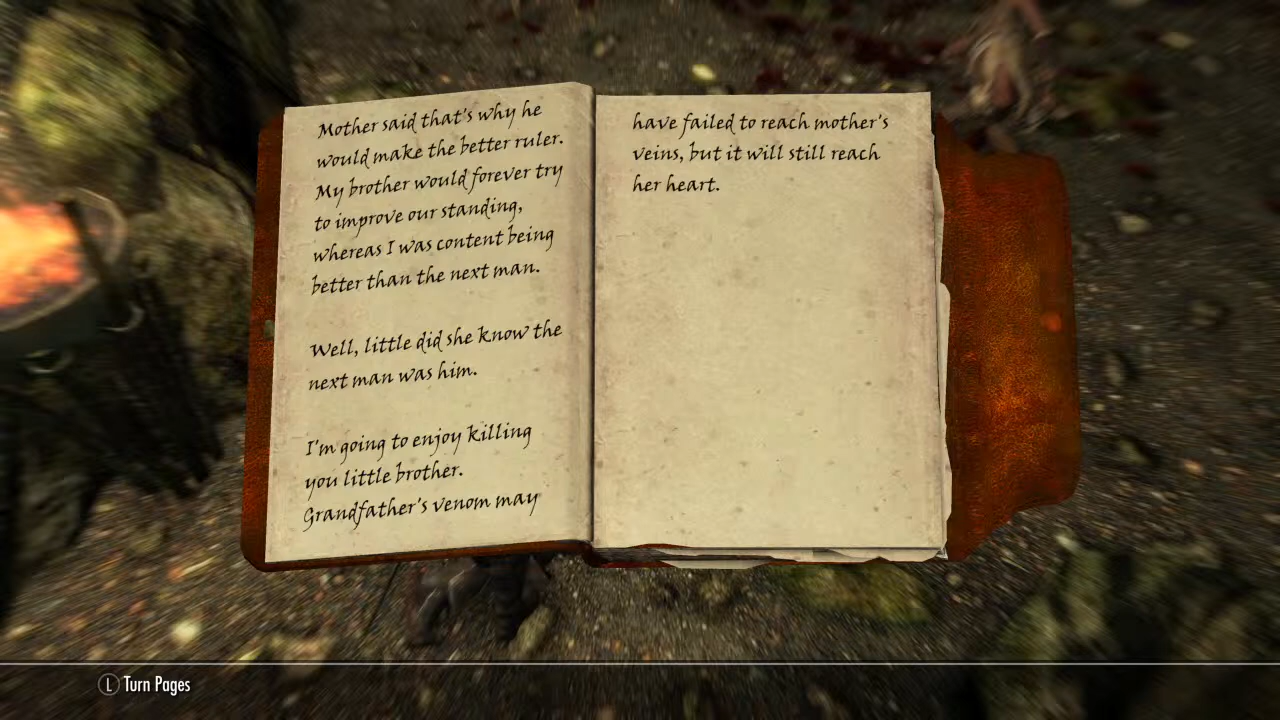 Mother said that's why he
would make the better ruler.
My brother would forever try
to improve our standing,
whereas I was content being
better than the next man.
Well, little did she know the
next man was him.
I'm going to enjoy killing
you little brother.
Grandfather's venom may
have failed to reach mother's
veins, but it will still reach
her heart.
L Turn Pages